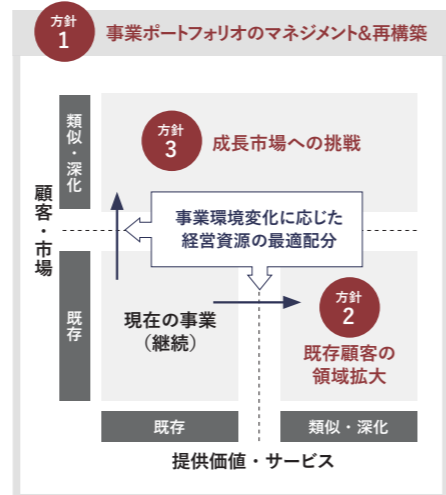 方針
1
事業ポートフォリオのマネジメント&再構築
類似・深化
方針
3
成長市場への挑戦
顧客・市場
事業環境変化に応じた
経営資源の最適配分
既存
現在の事業
(継続)
方針
2
既存顧客の
領域拡大
既存
類似・深化
提供価値・サービス